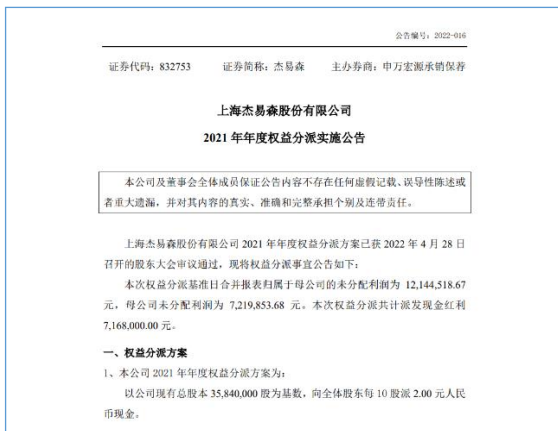 公告编号：2022-016
证券代码：832753 证券简称：杰易森 主办券商：申万宏源承销保荐
上海杰易森股份有限公司
2021 年年度权益分派实施公告
本公司及董事会全体成员保证公告内容不存在任何虚假记载、误导性陈述或
者重大遗漏，并对其内容的真实、准确和完整承担个别及连带责任。
上海杰易森股份有限公司 2021 年年度权益分派方案已获 2022 年 4 月 28 日
召开的股东大会审议通过，现将权益分派事宜公告如下：
本次权益分派基准日合并报表归属于母公司的未分配利润为 12,144,518.67
元，母公司未分配利润为 7,219,853.68 元。本次权益分派共计派发现金红利
7,168,000.00 元。
一、权益分派方案
1、本公司 2021 年年度权益分派方案为：
以公司现有总股本 35,840,000 股为基数，向全体股东每 10 股派 2.00 元人民
币现金。